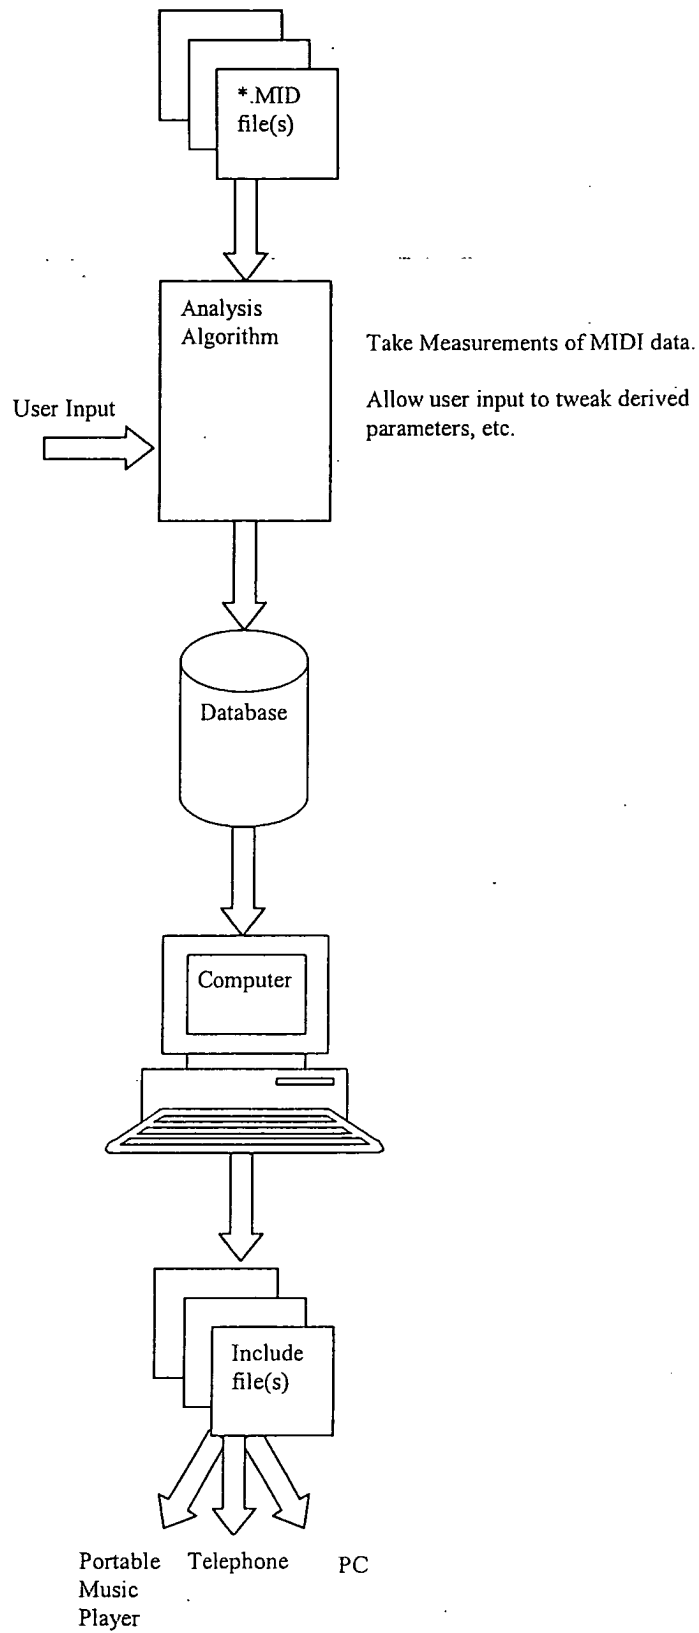 *.MID
file(s)
Analysis
Algorithm
Take Measurements of MIDI data.
User Input
Allow user input to tweak derived
parameters, etc.
Database
Computer
Include
file(s)
Portable
Music
Player
Telephone
PC